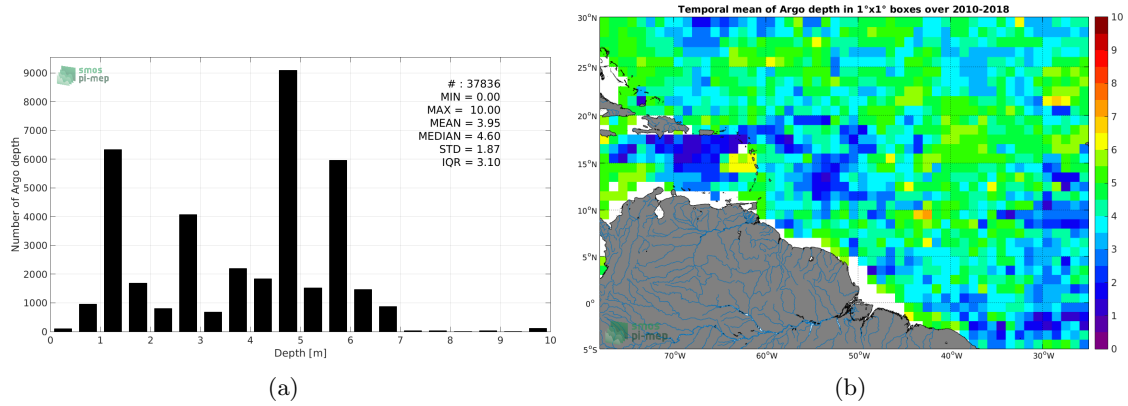 smos
pi-mep
# : 37836
MIN = 0.00
MAX = 10.00
MEAN = 3.95
MEDIAN = 4.60
STD = 1.87
IQR = 3.10
Number of Argo depth
9000
8000
7000
6000
5000
4000
3000
2000
1000
0
0 1 2 3 4 5 6 7 8 9 10
Depth [m]
(a)
Temporal mean of Argo depth in 1°x1° boxes over 2010-2018
30°N
25°N
20°N
15°N
10°N
5°N
0°
5°S
70°W 60°W 50°W 40°W 30°W
smos
pi-mep
10
9
8
7
6
5
4
3
2
1
0
(b)